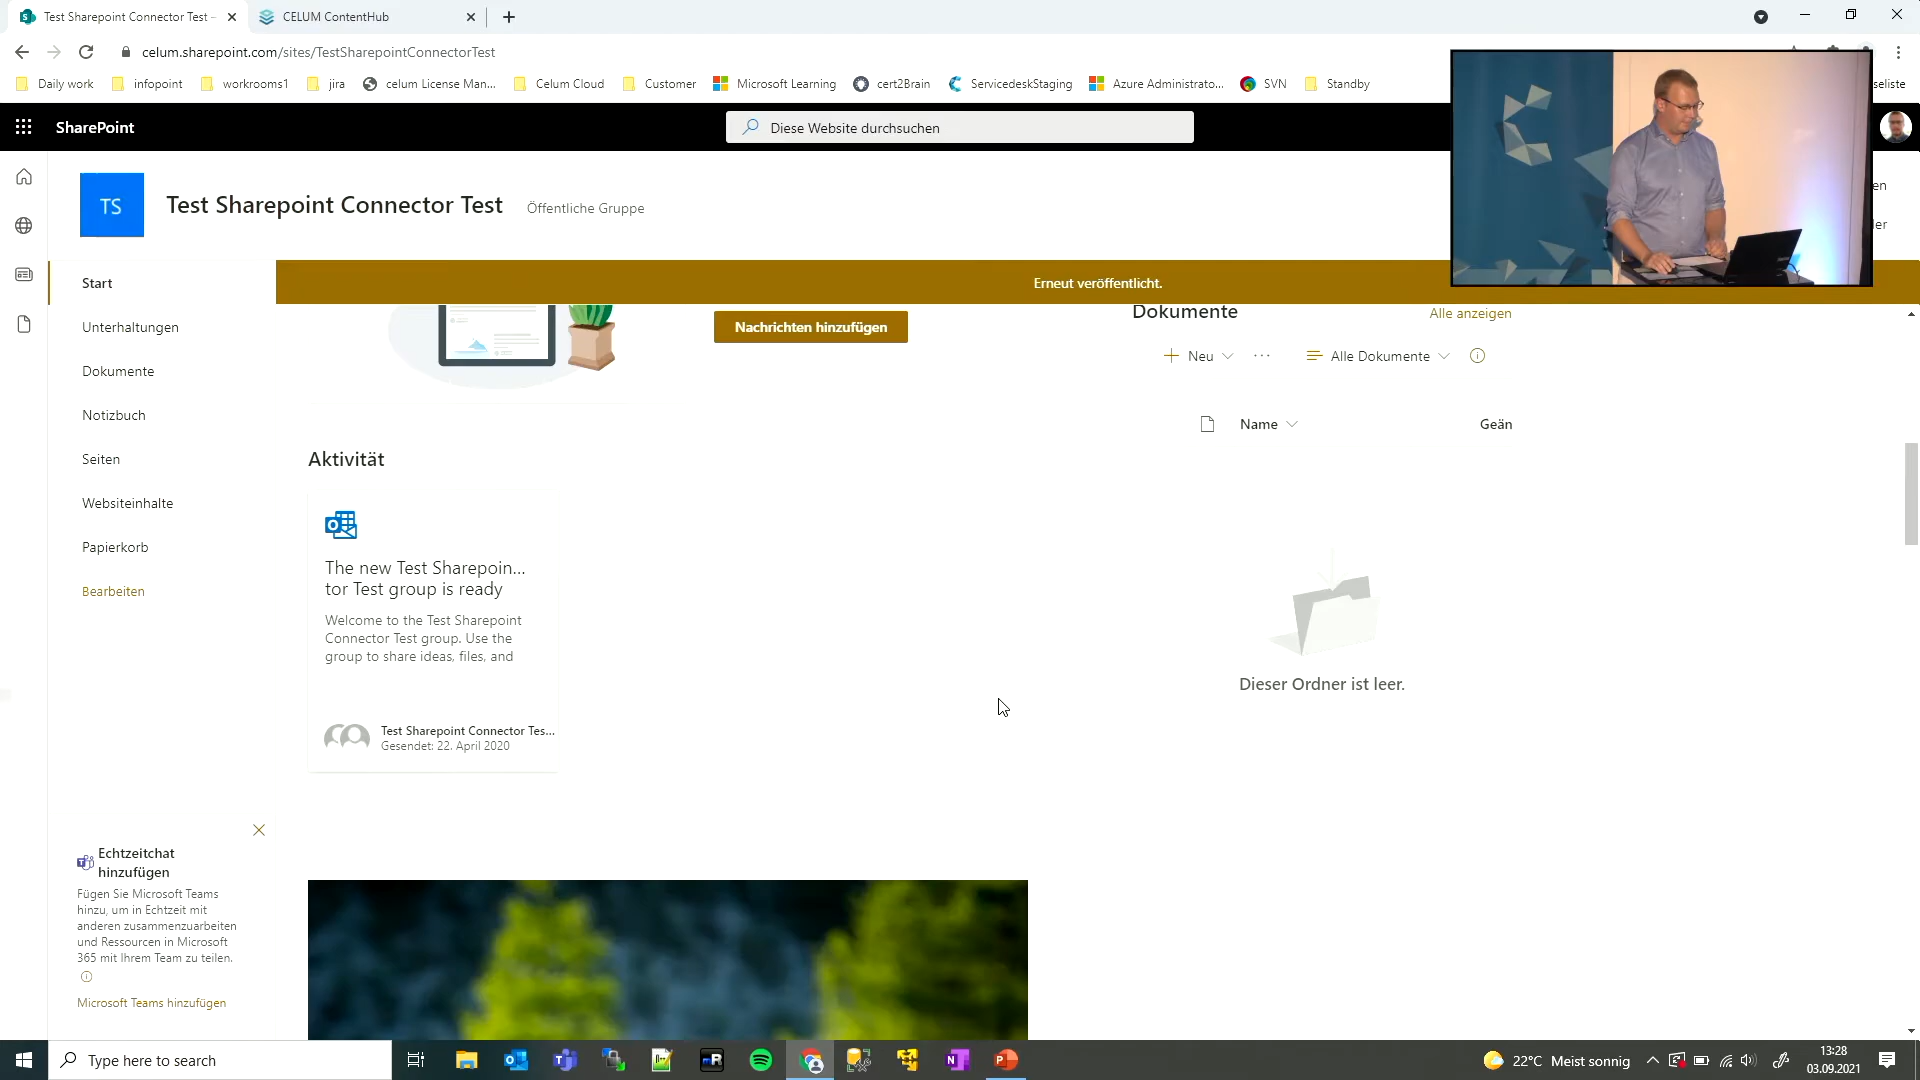 Test Sharepoint Connector Test -
CELUM ContentHub
celum.sharepoint.com/sites/TestSharepointConnectorTest
Daily work
infopoint
workrooms1
jira
celum License Man...
Celum Cloud
Customer
Microsoft Learning
cert2Brain
ServicedeskStaging
Azure Administrato...
SVN
Standby
seliste
SharePoint
Diese Website durchsuchen
TS
Test Sharepoint Connector Test
Öffentliche Gruppe
en
Start
Erneut veröffentlicht.
Unterhaltungen
Dokumente
Notizbuch
Seiten
Websiteinhalte
Papierkorb
Bearbeiten
Nachrichten hinzufügen
Dokumente
Alle anzeigen
Neu
Alle Dokumente
Name
Geän
Aktivität
The new Test Sharepoin...
tor Test group is ready
Welcome to the Test Sharepoint
Connector Test group. Use the
group to share ideas, files, and
Test Sharepoint Connector Tes...
Gesendet: 22. April 2020
Dieser Ordner ist leer.
Echtzeitchat
hinzufügen
Fügen Sie Microsoft Teams
hinzu, um in Echtzeit mit
anderen zusammenzuarbeiten
und Ressourcen in Microsoft
365 mit Ihrem Team zu teilen.
Microsoft Teams hinzufügen
Type here to search
22°C Meist sonnig
13:28
03.09.2021